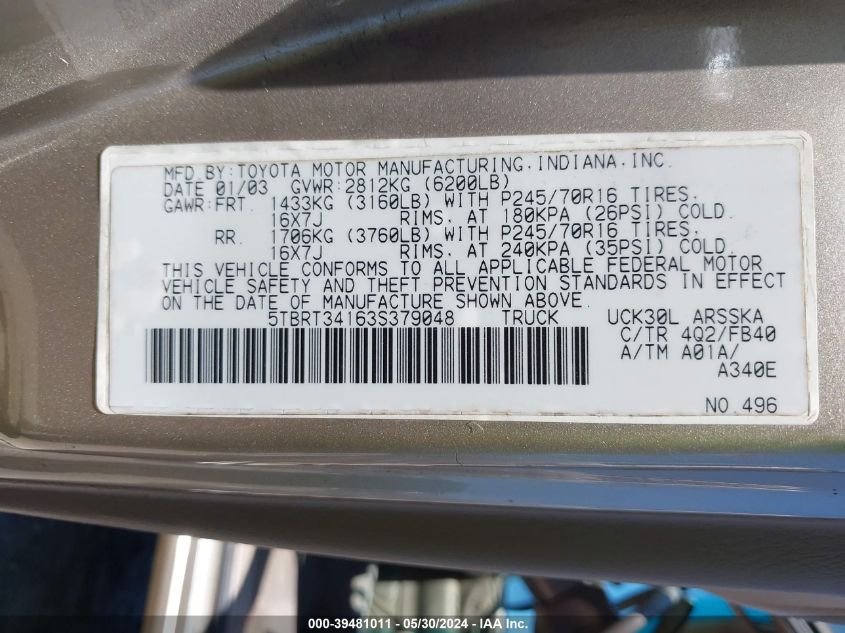 MFD.BY:TOYOTA MOTOR MANUFACTURING,INDIANA,INC.
DATE 01/03 GVWR:2812KG (6200LB)
GAWR:FRT. 1433KG (3160LB) WITH P245/70R16 TIRES.
16X7J RIMS. AT 180KPA (26PSI) COLD.
RR. 1706KG (3760LB) WITH P245/70R16 TIRES.
16X7J RIMS. AT 240KPA (35PSI) COLD.
THIS VEHICLE CONFORMS TO ALL APPLICABLE FEDERAL MOTOR
VEHICLE SAFETY AND THEFT PREVENTION STANDARDS IN EFFECT
ON THE DATE OF MANUFACTURE SHOWN ABOVE.
5TBRT34163S379048 TRUCK UCK30L ARSSKA
C/TR 4Q2/FB40
A/TM A01A/
A340E
NO.496
000-39481011 - 05/30/2024 - IAA Inc.